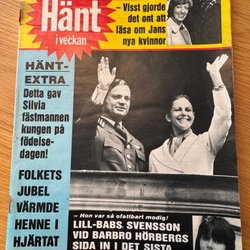 Hänt
i veckan
– Visst gjorde
det ont att
läsa om Jans
nya kvinnor
HÄNT-
EXTRA
Detta gav
Silvia
fästmannen
kungen på
födelse-
dagen!
FOLKETS
JUBEL
VÄRMDE
HENNE I
HJÄRTAT
– Hon var så ofattbart modig!
LILL-BABS SVENSSON
VID BARBRO HÖRBERGS
SIDA IN I DET SISTA